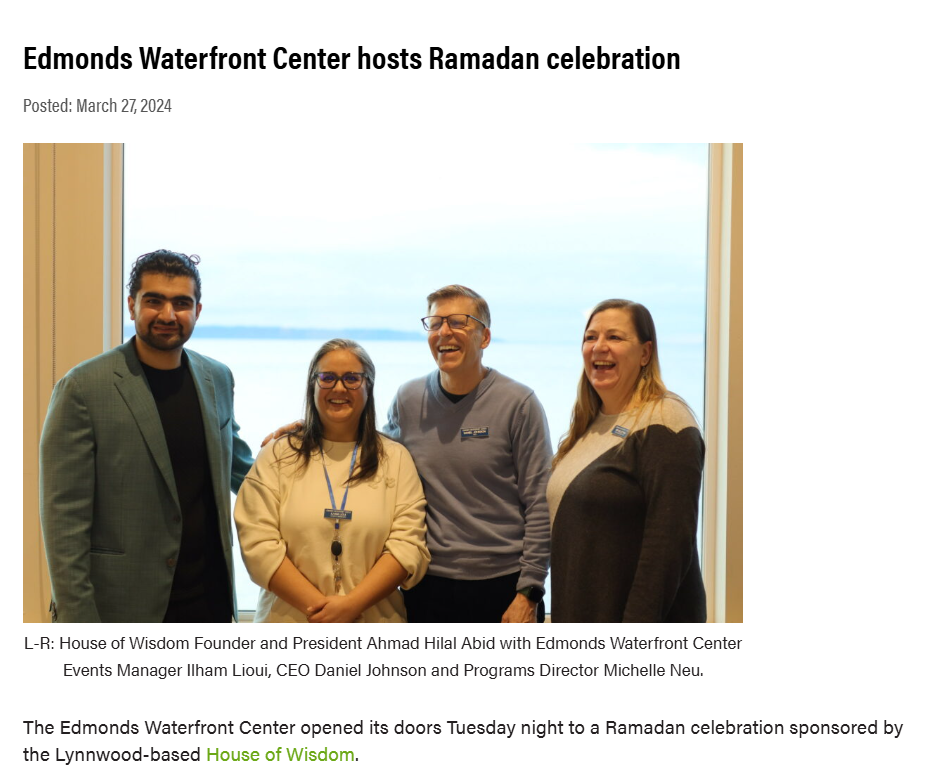 Edmonds Waterfront Center hosts Ramadan celebration
Posted: March 27, 2024
L-R: House of Wisdom Founder and President Ahmad Hilal Abid with Edmonds Waterfront Center
Events Manager Ilham Lioui, CEO Daniel Johnson and Programs Director Michelle Neu.
The Edmonds Waterfront Center opened its doors Tuesday night to a Ramadan celebration sponsored by
the Lynnwood-based House of Wisdom.